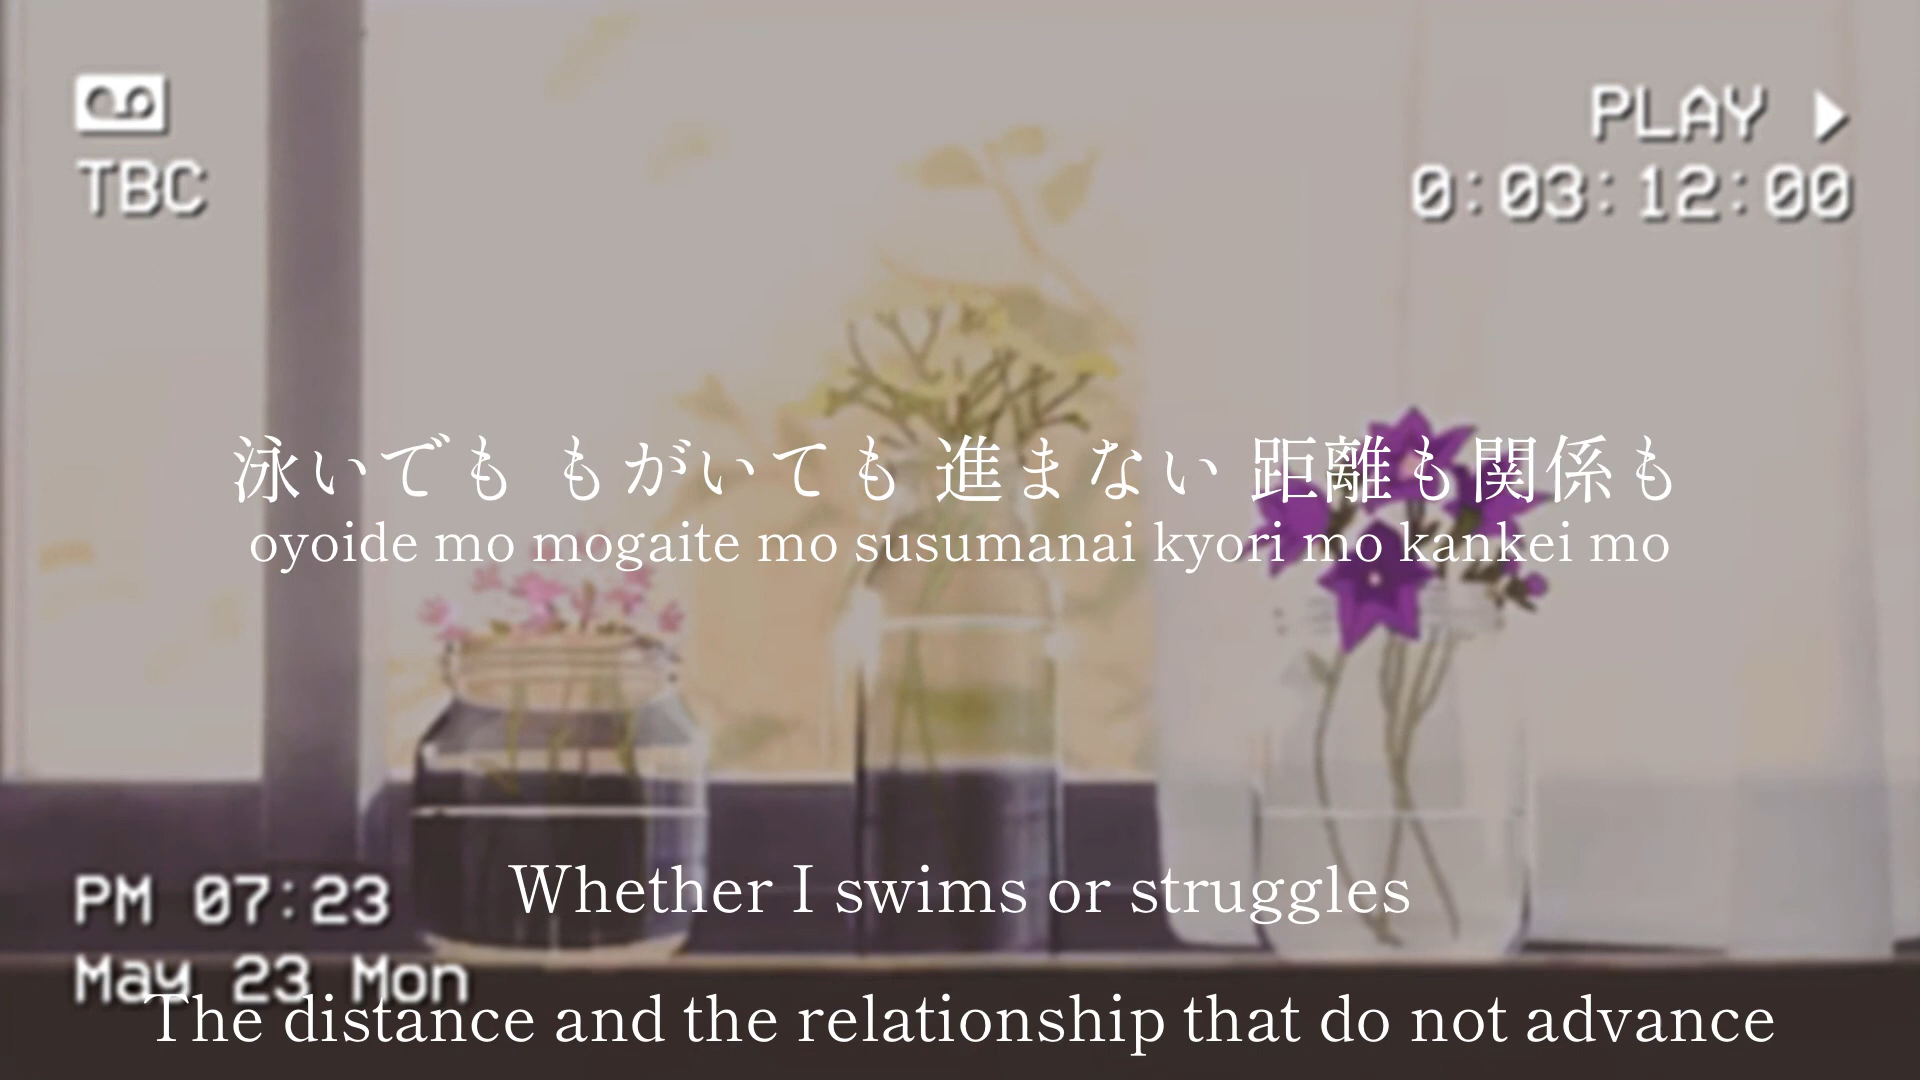 TBC
PLAY
0:03:12:00
泳いでも もがいても 進まない 距離も関係も
oyoide mo mogaite mo susumanai kyori mo kankei mo
Whether I swims or struggles
PM 07:23
May 23 Mon
The distance and the relationship that do not advance